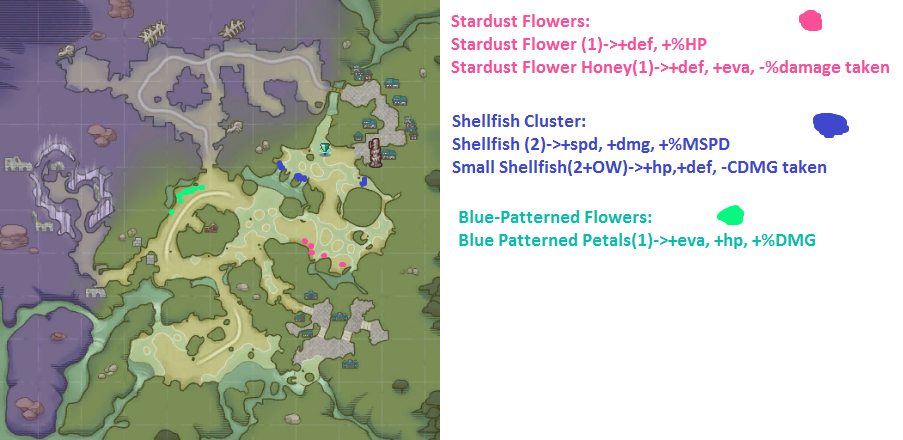 Stardust Flowers:
Stardust Flower (1)->+def, +%HP
Stardust Flower Honey(1)->+def, +eva, -%damage taken
Shellfish Cluster:
Shellfish (2)->+spd, +dmg, +%MSPD
Small Shellfish(2+OW)->+hp,+def, -CDMG taken
Blue-Patterned Flowers:
Blue Patterned Petals(1)->+eva, +hp, +%DMG